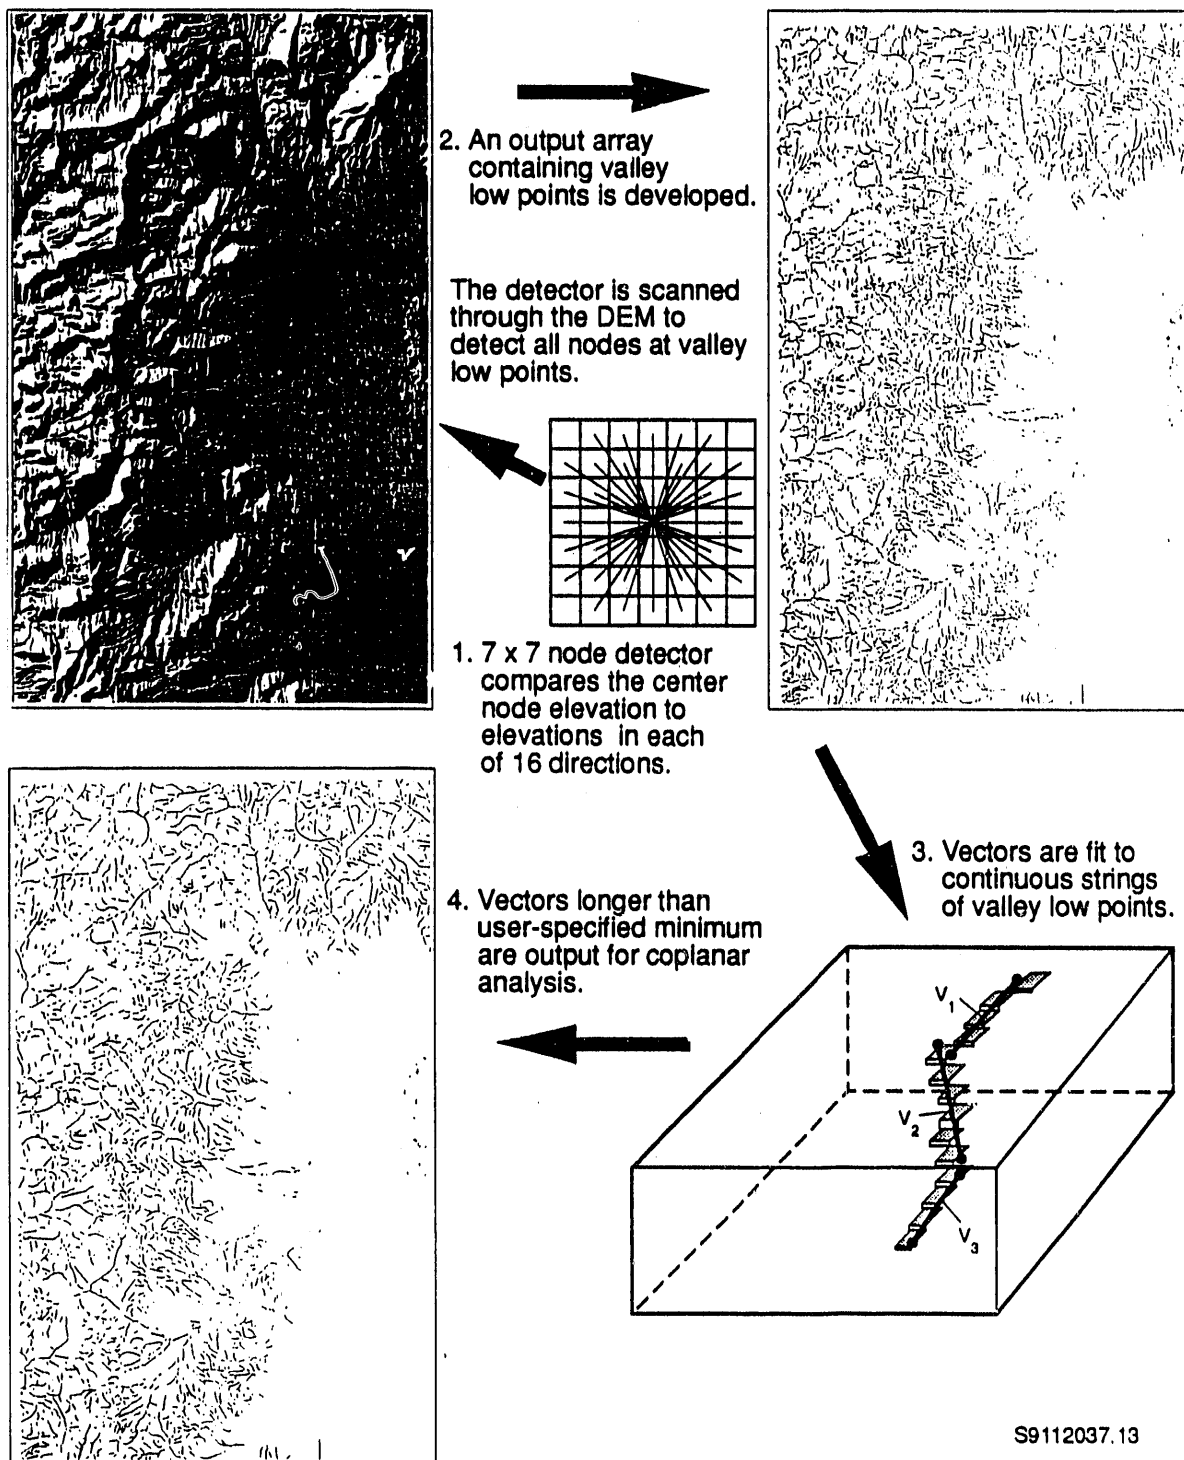 2. An output array
containing valley
low points is developed.
The detector is scanned
through the DEM to
detect all nodes at valley
low points.
1. 7 x 7 node detector
compares the center
node elevation to
elevations in each
of 16 directions.
3. Vectors are fit to
continuous strings
of valley low points.
4. Vectors longer than
user-specified minimum
are output for coplanar
analysis.
V1
V2
V3
S9112037.13